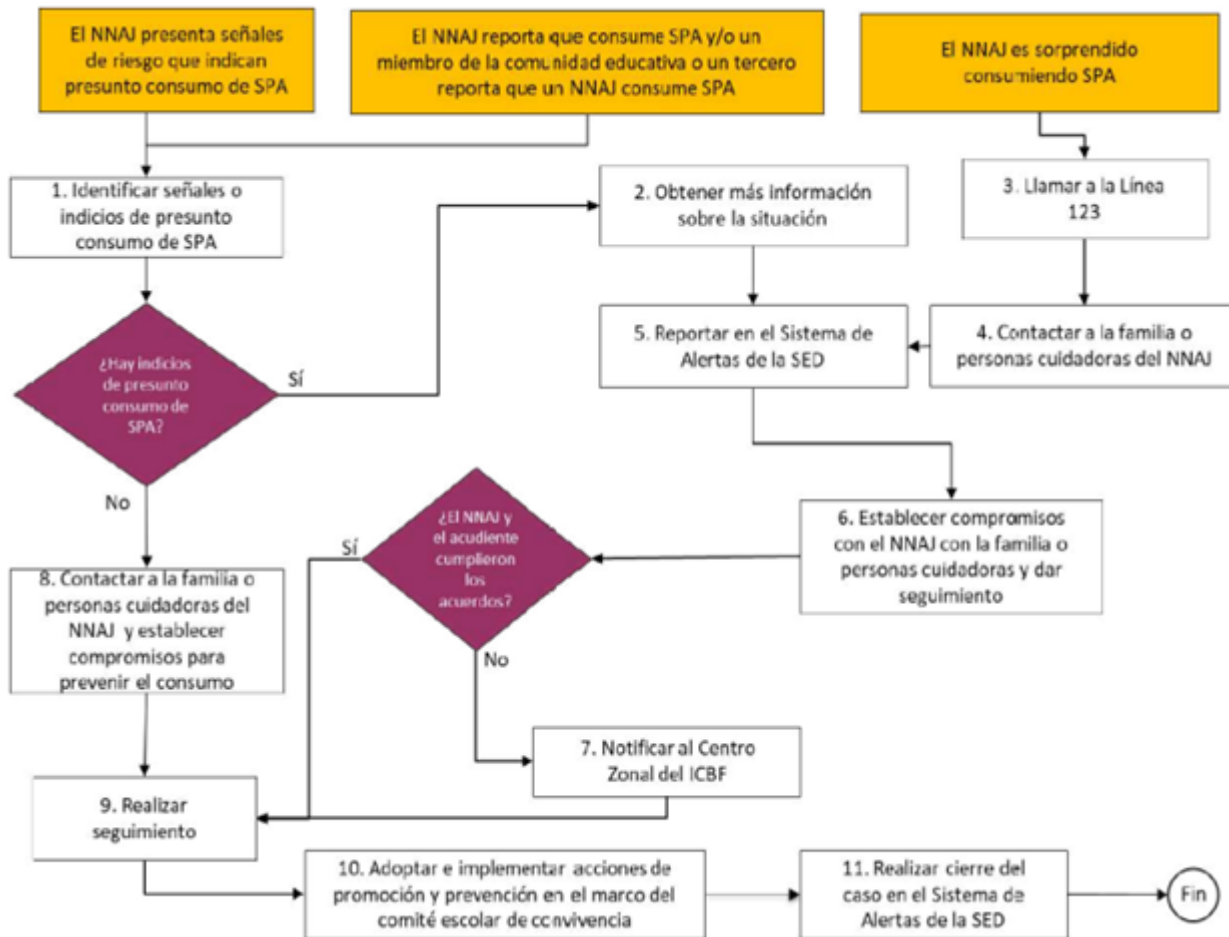 El NNAJ presenta señales de
riesgo que indican
presunto consumo de SPA
El NNAJ reporta que consume SPA y/o un
miembro de la comunidad educativa o un tercero
reporta que un NNAJ consume SPA
El NNAJ es sorprendido
consumiendo SPA
1. Identificar señales o
indicios de presunto
consumo de SPA
2. Obtener más información
sobre la situación
3. Llamar a la Línea
123
¿Hay indicios
de presunto
consumo de
SPA?
Sí
No
5. Reportar en el Sistema de
Alertas de la SED
4. Contactar a la familia o
personas cuidadoras del NNAJ
¿El NNAJ y
el acudiente
cumplieron
los
acuerdos?
Sí
No
6. Establecer compromisos
con el NNAJ con la familia o
personas cuidadoras y dar
seguimiento
8. Contactar a la familia o
personas cuidadoras del
NNAJ y establecer
compromisos para
prevenir el consumo
7. Notificar al Centro
Zonal del ICBF
9. Realizar
seguimiento
10. Adoptar e implementar acciones de
promoción y prevención en el marco del
comité escolar de convivencia
11. Realizar cierre del
caso en el Sistema de
Alertas de la SED
Fin